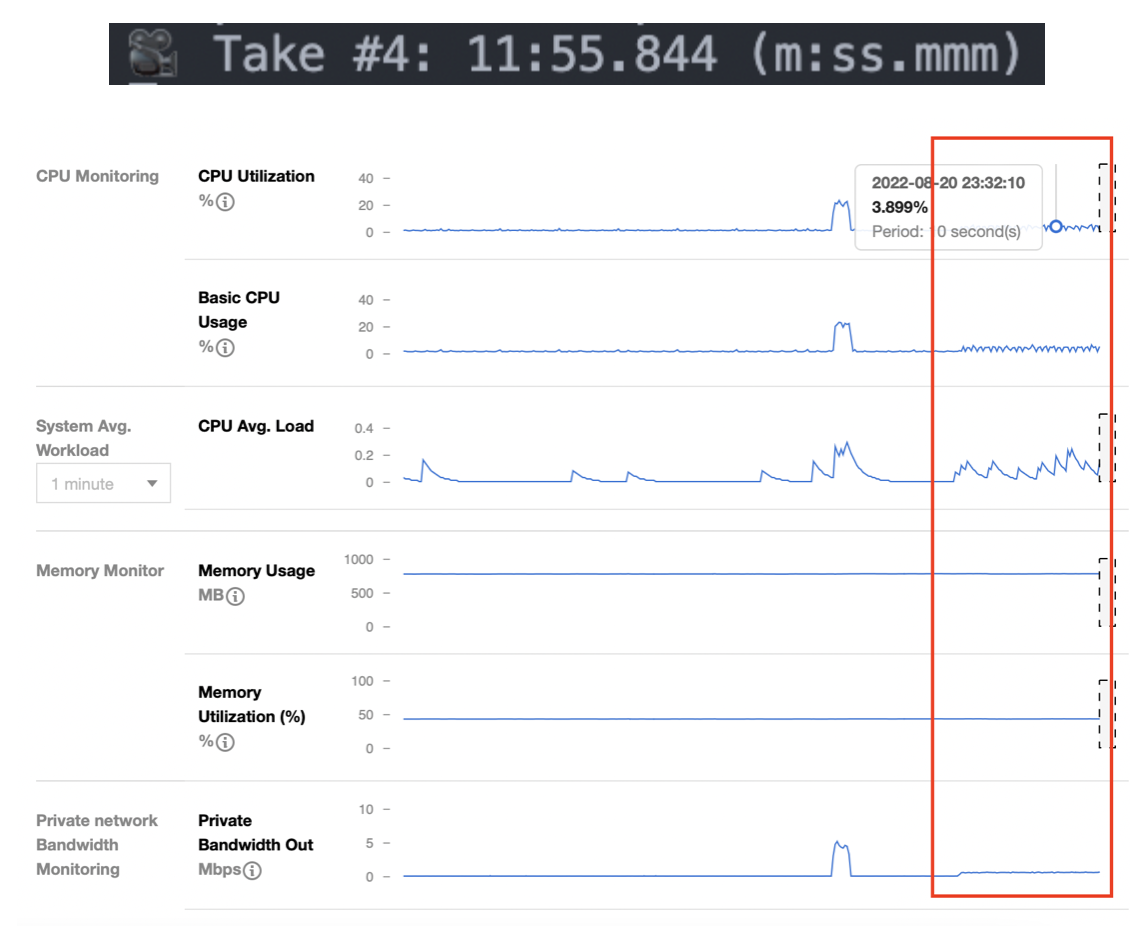 Take #4: 11:55.844 (m:ss.mmm)
CPU Monitoring
CPU Utilization
%
40
20
0
2022-08-20 23:32:10
3.899%
Period: 10 second(s)
Basic CPU
Usage
%
40
20
0
System Avg.
Workload
1 minute
CPU Avg. Load
0.4
0.2
0
Memory Monitor
Memory Usage
MB
1000
500
0
Memory
Utilization (%)
%
100
50
0
Private network
Bandwidth
Monitoring
Private
Bandwidth Out
Mbps
10
5
0